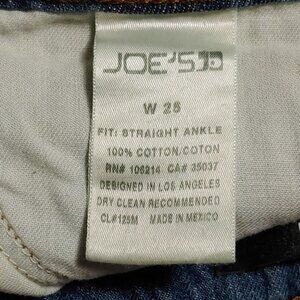 JOE'S
W 25
FIT: STRAIGHT ANKLE
100% COTTON/COTON
RN# 106214 CA# 35037
DESIGNED IN LOS ANGELES
DRY CLEAN RECOMMENDED
CL#125M MADE IN MEXICO